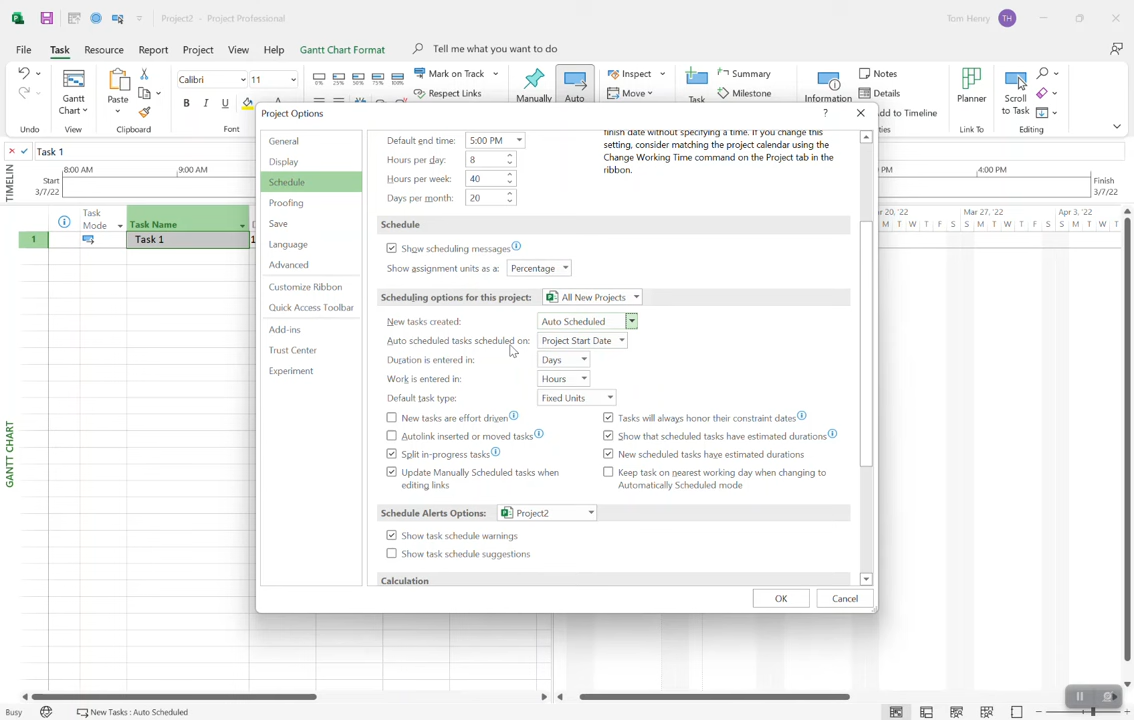 Project2 - Project Professional
Tom Henry TH
File Task Resource Report Project View Help Gantt Chart Format Tell me what you want to do
Undo
Gantt
Chart
View
Paste
Clipboard
Calibri 11
B I U
Font
0% 25% 50% 75% 100%
Mark on Track
Respect Links
Manually
Auto
Inspect
Move
Task
Summary
Milestone
Information
Notes
Details
dd to Timeline
ties
Planner
Link To
Scroll
to Task
Editing
Task 1
TIMELIN
Start
3/7/22
8:00 AM 9:00 AM
PM 4:00 PM
Finish
3/7/22
Task
Mode
Task Name
D
1 Task 1 1
r 20, '22 Mar 27, '22 Apr 3, '22
M T W T F S S M T W T F S S M T W T
GANTT CHART
Project Options
?
General
Display
Schedule
Proofing
Save
Language
Advanced
Customize Ribbon
Quick Access Toolbar
Add-ins
Trust Center
Experiment
Default end time: 5:00 PM
Hours per day: 8
Hours per week: 40
Days per month: 20
finish date without specifying a time. If you change this
setting, consider matching the project calendar using the
Change Working Time command on the Project tab in the
ribbon.
Schedule
Show scheduling messages
Show assignment units as a: Percentage
Scheduling options for this project: All New Projects
New tasks created: Auto Scheduled
Auto scheduled tasks scheduled on: Project Start Date
Duration is entered in: Days
Work is entered in: Hours
Default task type: Fixed Units
New tasks are effort driven
Autolink inserted or moved tasks
Split in-progress tasks
Update Manually Scheduled tasks when
editing links
Tasks will always honor their constraint dates
Show that scheduled tasks have estimated durations
New scheduled tasks have estimated durations
Keep task on nearest working day when changing to
Automatically Scheduled mode
Schedule Alerts Options: Project2
Show task schedule warnings
Show task schedule suggestions
Calculation
OK Cancel
Busy New Tasks : Auto Scheduled